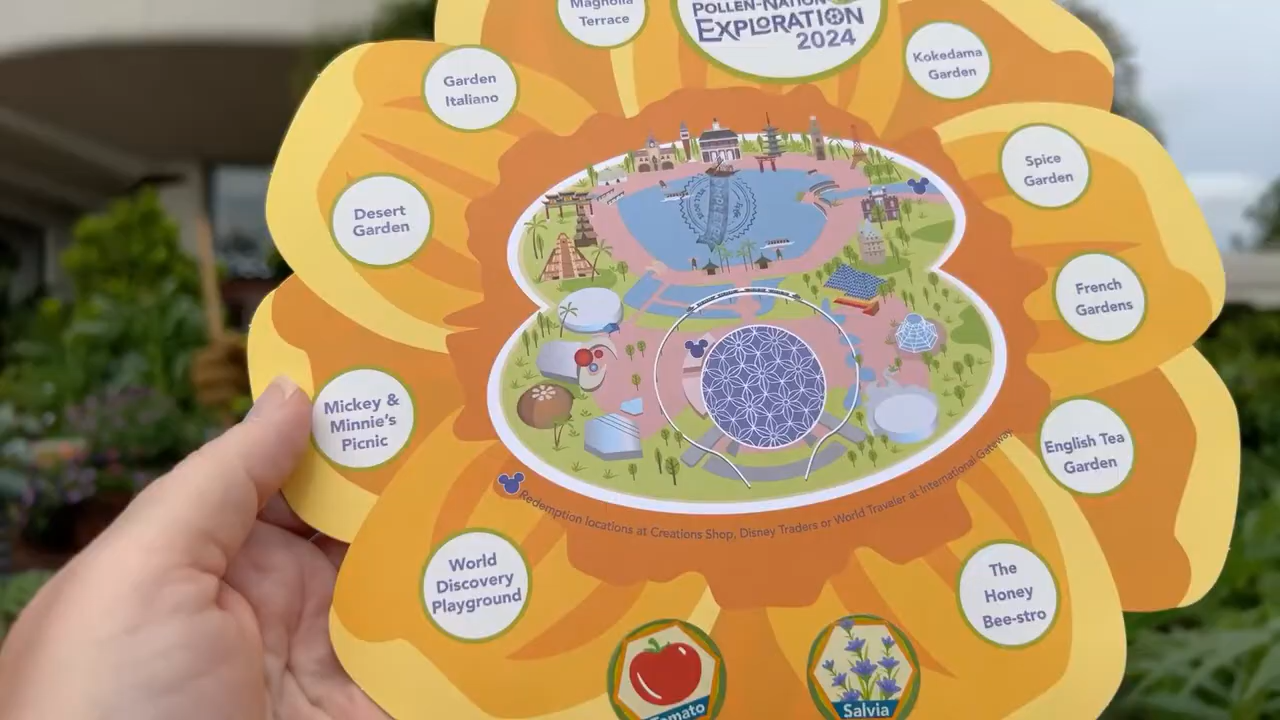 Magnolia
Terrace
POLLEN-NATION
EXPLORATION
2024
Kokedama
Garden
Garden
Italiano
Spice
Garden
Desert
Garden
French
Gardens
Mickey &
Minnie's
Picnic
English Tea
Garden
Redemption locations at Creations Shop, Disney Traders or World Traveler at International Gateway.
World
Discovery
Playground
The
Honey
Bee-stro
Tomato
Salvia